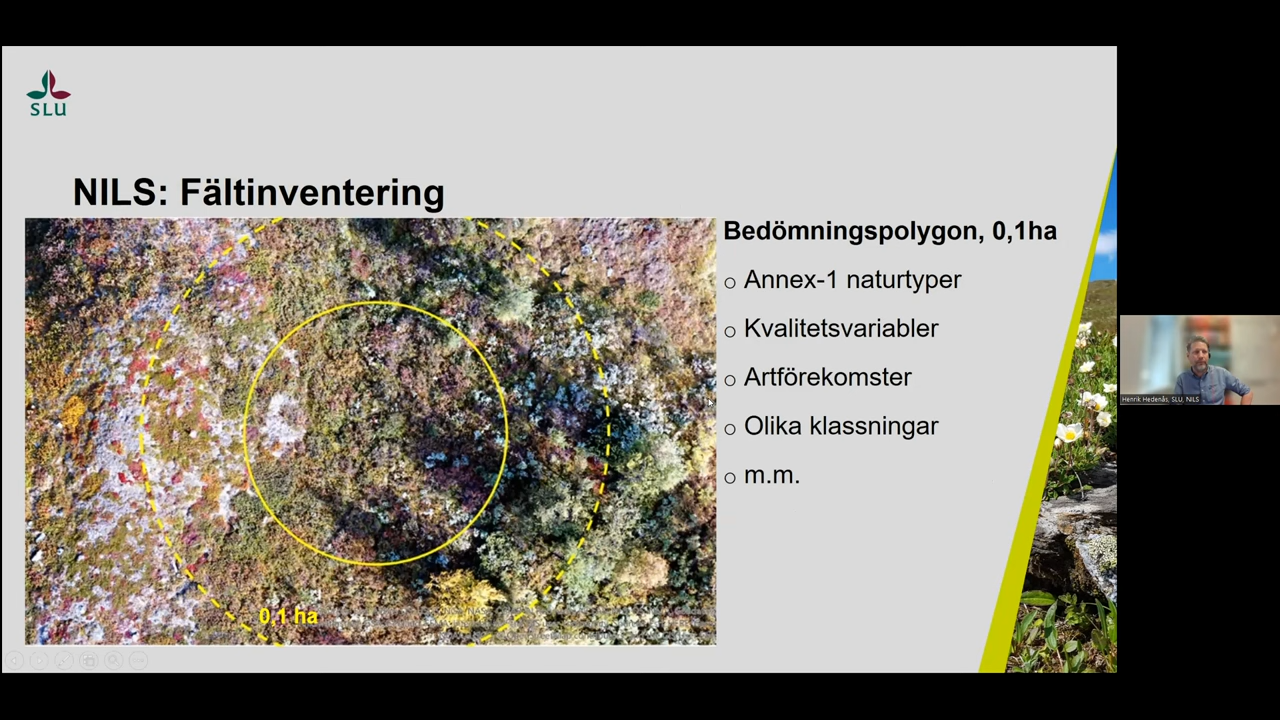 SLU
NILS: Fältinventering
Bedömningspolygon, 0,1ha
Annex-1 naturtyper
Kvalitetsvariabler
Artförekomster
Olika klassningar
m.m.
0,1 ha
Henrik Hedenås, SLU, NILS